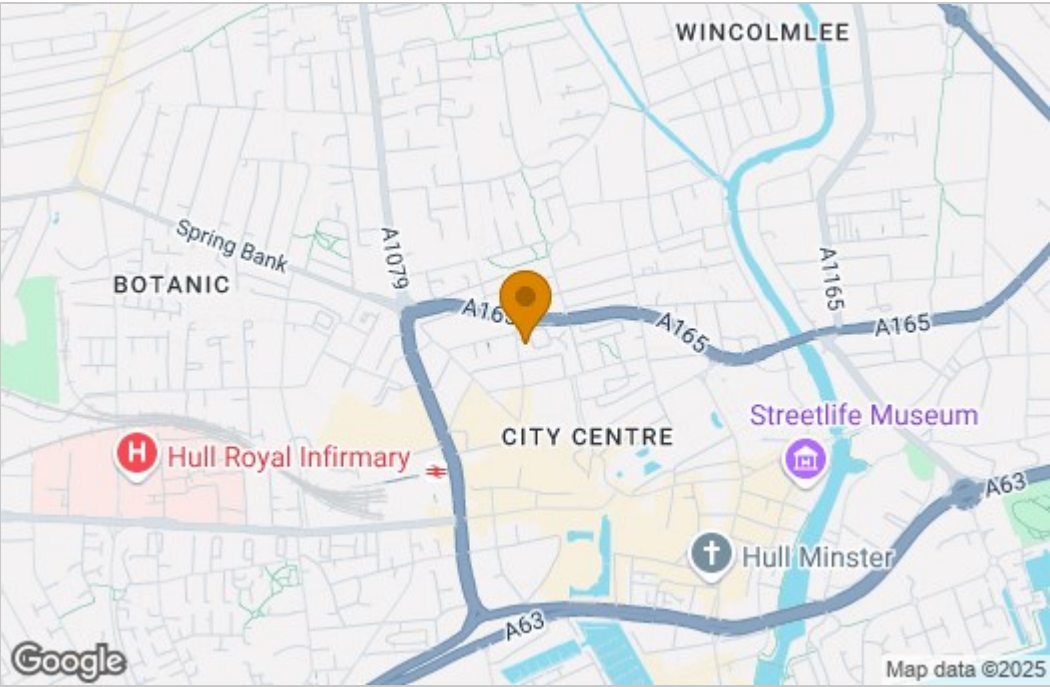 WINCOLMLEE
Spring Bank
A1079
A1165
BOTANIC
A165
A165
A165
Streetlife Museum
CITY CENTRE
H
Hull Royal Infirmary
A63
Hull Minster
A63
Google
Map data ©2025